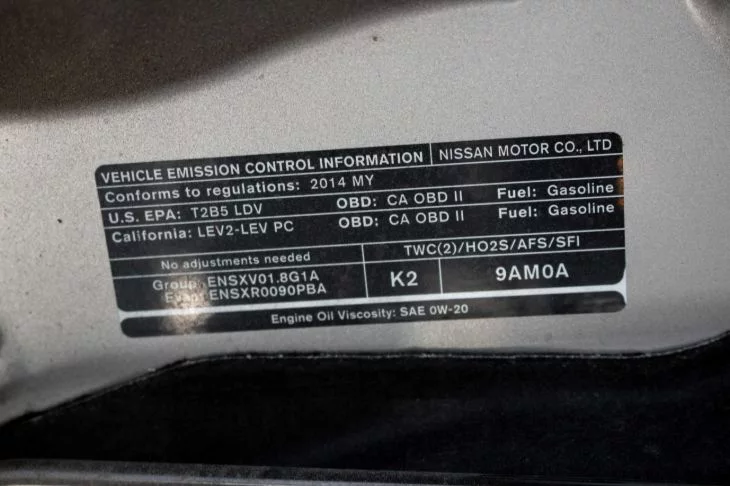 VEHICLE EMISSION CONTROL INFORMATION NISSAN MOTOR CO., LTD
Conforms to regulations: 2014 MY
U.S. EPA: T2B5 LDV OBD: CA OBD II Fuel: Gasoline
California: LEV2-LEV PC OBD: CA OBD II Fuel: Gasoline
No adjustments needed TWC(2)/HO2S/AFS/SFI
Group: ENSXV01.8G1A K2 9AM0A
Evap: ENSXR0090PBA
Engine Oil Viscosity: SAE 0W-20